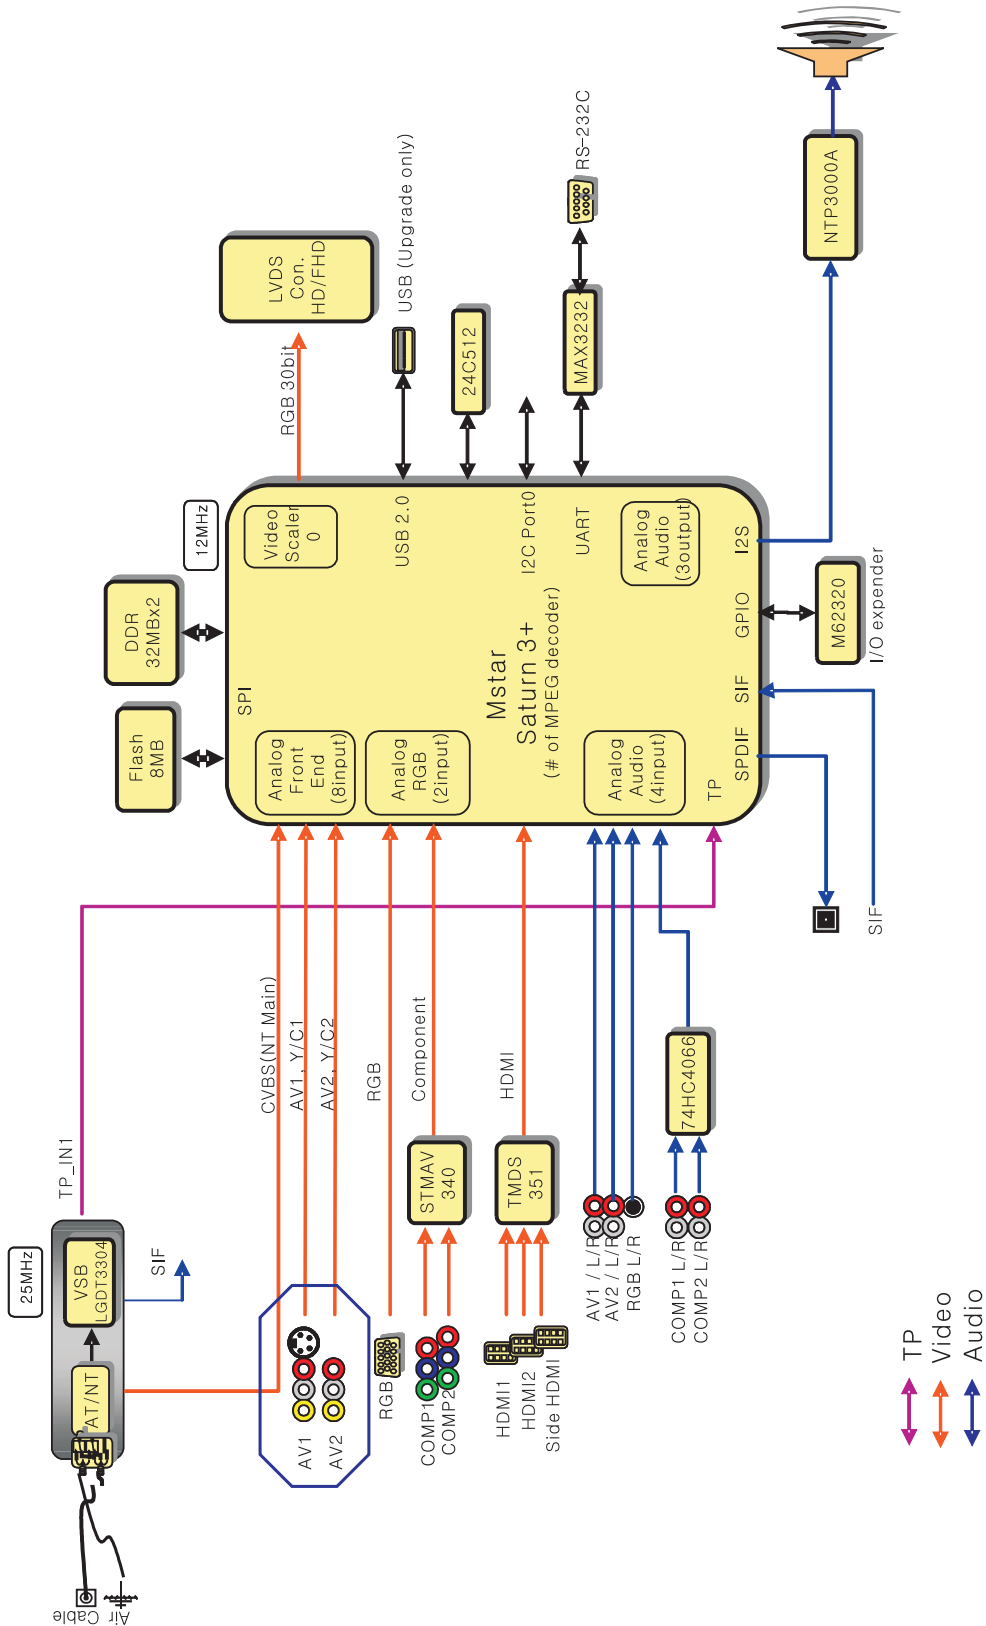 25MHz
TP_IN1
VSB
LGDT3304
AT/NT
SIF
Cable
Air
CVBS(NT Main)
AV1, Y/C1
AV2, Y/C2
AV1
AV2
RGB
RGB
Component
STMAV
340
COMP1
COMP2
HDMI
TMDS
351
HDMI1
HDMI2
Side HDMI
AV1 / L/R
AV2 / L/R
RGB L/R
74HC4066
COMP1 L/R
COMP2 L/R
Flash
8MB
DDR
32MBx2
12MHz
SPI
Analog
Front
End
(8input)
Analog
RGB
(2input)
Mstar
Saturn 3+
(# of MPEG decoder)
Analog
Audio
(4input)
TP
Video
Scaler
0
USB 2.0
I2C Port0
UART
Analog
Audio
(3output)
SPDIF
SIF
GPIO
I2S
RGB 30bit
LVDS
Con.
HD/FHD
USB (Upgrade only)
24C512
MAX3232
RS-232C
NTP3000A
M62320
I/O expender
SIF
TP
Video
Audio